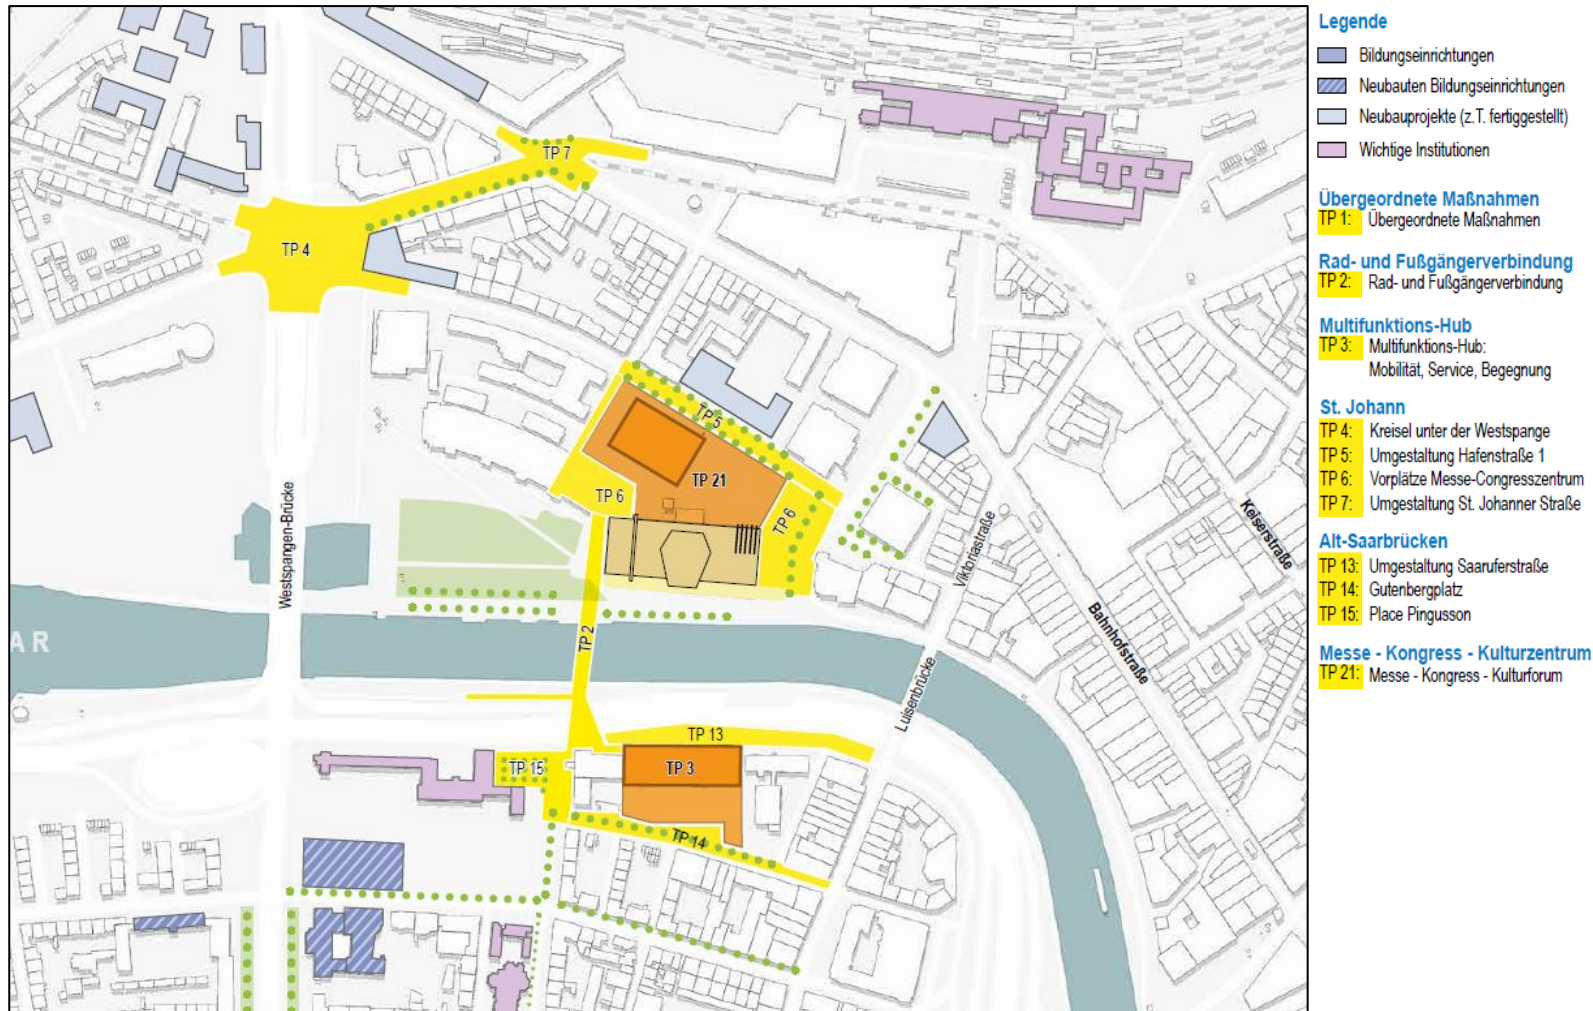 TP 7
TP 4
TP 5
TP 21
TP 6
TP 6
Westspangen-Brücke
Viktoriastraße
Keiserstraße
Bahnhofstraße
AR
TP 2
Luisenbrücke
TP 13
TP 15
TP 3
TP 14
Legende
Bildungseinrichtungen
Neubauten Bildungseinrichtungen
Neubauprojekte (z.T. fertiggestellt)
Wichtige Institutionen
Übergeordnete Maßnahmen
TP 1: Übergeordnete Maßnahmen
Rad- und Fußgängerverbindung
TP 2: Rad- und Fußgängerverbindung
Multifunktions-Hub
TP 3: Multifunktions-Hub:
Mobilität, Service, Begegnung
St. Johann
TP 4: Kreisel unter der Westspange
TP 5: Umgestaltung Hafenstraße 1
TP 6: Vorplätze Messe-Congresszentrum
TP 7: Umgestaltung St. Johanner Straße
Alt-Saarbrücken
TP 13: Umgestaltung Saaruferstraße
TP 14: Gutenbergplatz
TP 15: Place Pingusson
Messe - Kongress - Kulturzentrum
TP 21: Messe - Kongress - Kulturforum